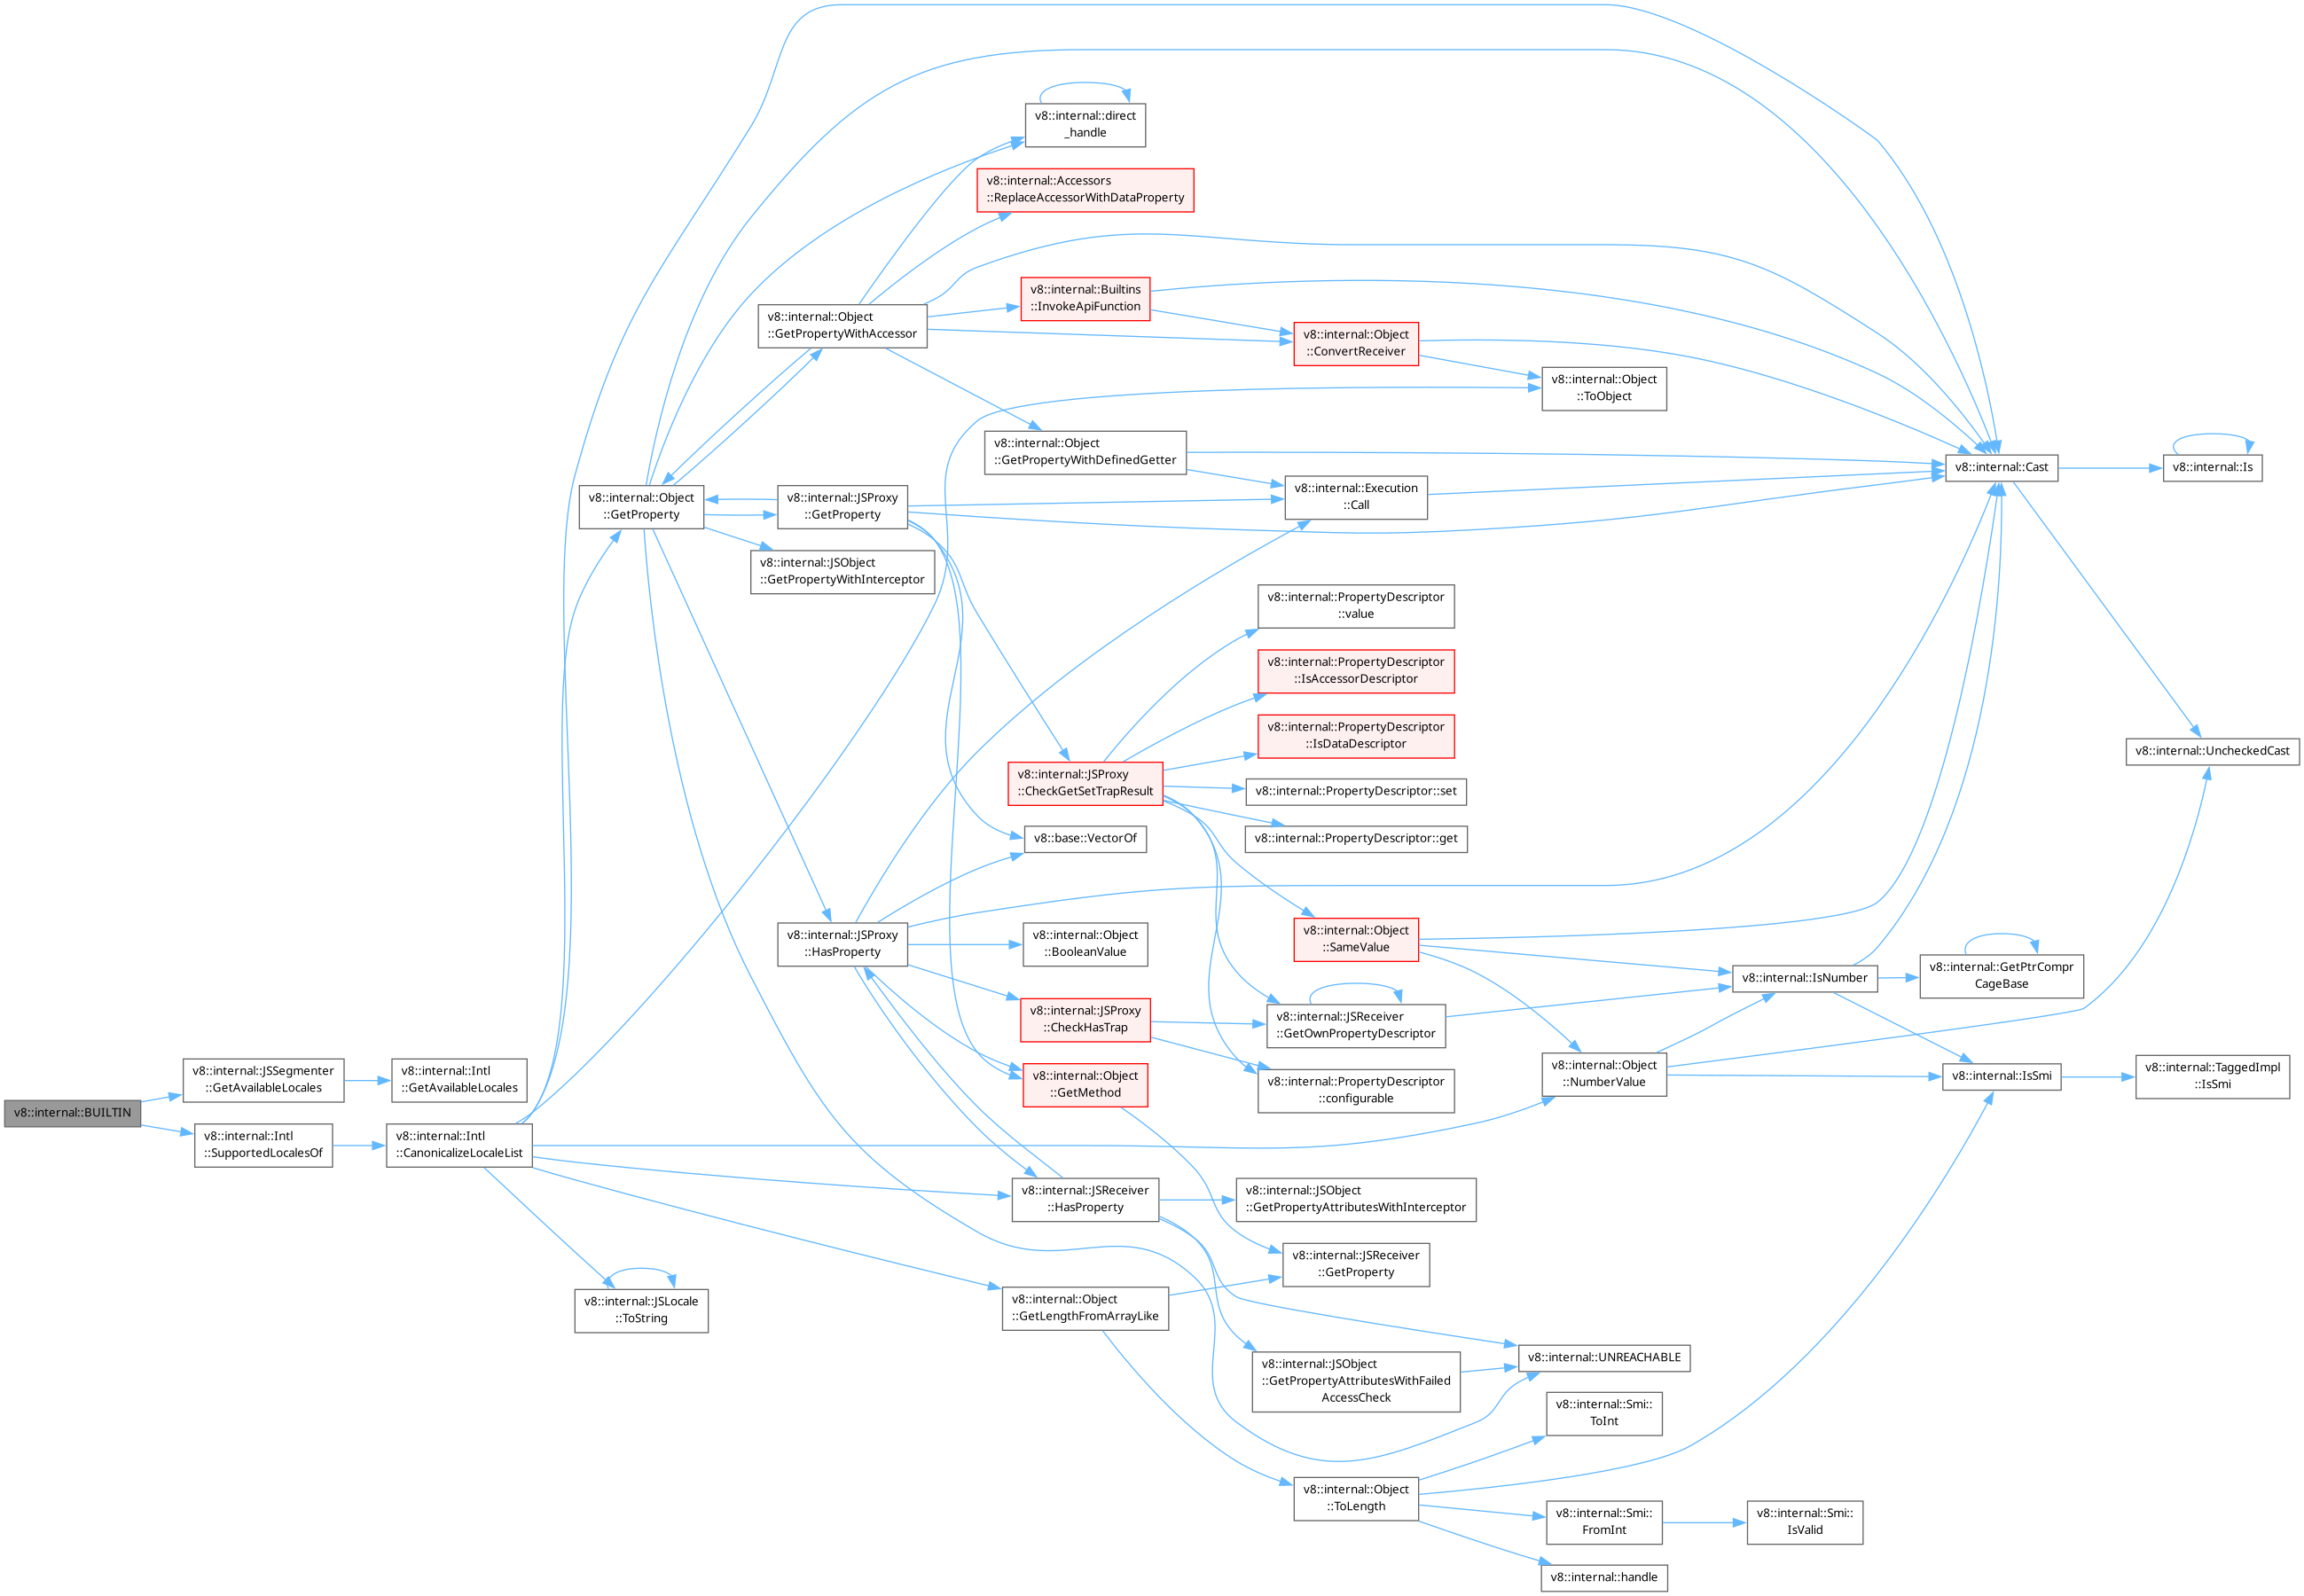 v8::internal::direct
_handle
v8::internal::Accessors
::ReplaceAccessorWithDataProperty
v8::internal::Builtins
::InvokeApiFunction
v8::internal::Object
::GetPropertyWithAccessor
v8::internal::Object
::ConvertReceiver
v8::internal::Object
::ToObject
v8::internal::Object
::GetPropertyWithDefinedGetter
v8::internal::Cast
v8::internal::Is
v8::internal::Object
::GetProperty
v8::internal::JSProxy
::GetProperty
v8::internal::Execution
::Call
v8::internal::JSObject
::GetPropertyWithInterceptor
v8::internal::PropertyDescriptor
::value
v8::internal::PropertyDescriptor
::IsAccessorDescriptor
v8::internal::PropertyDescriptor
::IsDataDescriptor
v8::internal::UncheckedCast
v8::internal::JSProxy
::CheckGetSetTrapResult
v8::internal::PropertyDescriptor::set
v8::base::VectorOf
v8::internal::PropertyDescriptor::get
v8::internal::JSProxy
::HasProperty
v8::internal::Object
::BooleanValue
v8::internal::Object
::SameValue
v8::internal::IsNumber
v8::internal::GetPtrCompr
CageBase
v8::internal::JSProxy
::CheckHasTrap
v8::internal::JSReceiver
::GetOwnPropertyDescriptor
v8::internal::JSSegmenter
::GetAvailableLocales
v8::internal::Intl
::GetAvailableLocales
v8::internal::Object
::GetMethod
v8::internal::PropertyDescriptor
::configurable
v8::internal::Object
::NumberValue
v8::internal::IsSmi
v8::internal::TaggedImpl
::IsSmi
v8::internal::BUILTIN
v8::internal::Intl
::SupportedLocalesOf
v8::internal::Intl
::CanonicalizeLocaleList
v8::internal::JSReceiver
::HasProperty
v8::internal::JSObject
::GetPropertyAttributesWithInterceptor
v8::internal::JSReceiver
::GetProperty
v8::internal::JSLocale
::ToString
v8::internal::Object
::GetLengthFromArrayLike
v8::internal::JSObject
::GetPropertyAttributesWithFailed
AccessCheck
v8::internal::UNREACHABLE
v8::internal::Smi::
ToInt
v8::internal::Object
::ToLength
v8::internal::Smi::
FromInt
v8::internal::Smi::
IsValid
v8::internal::handle